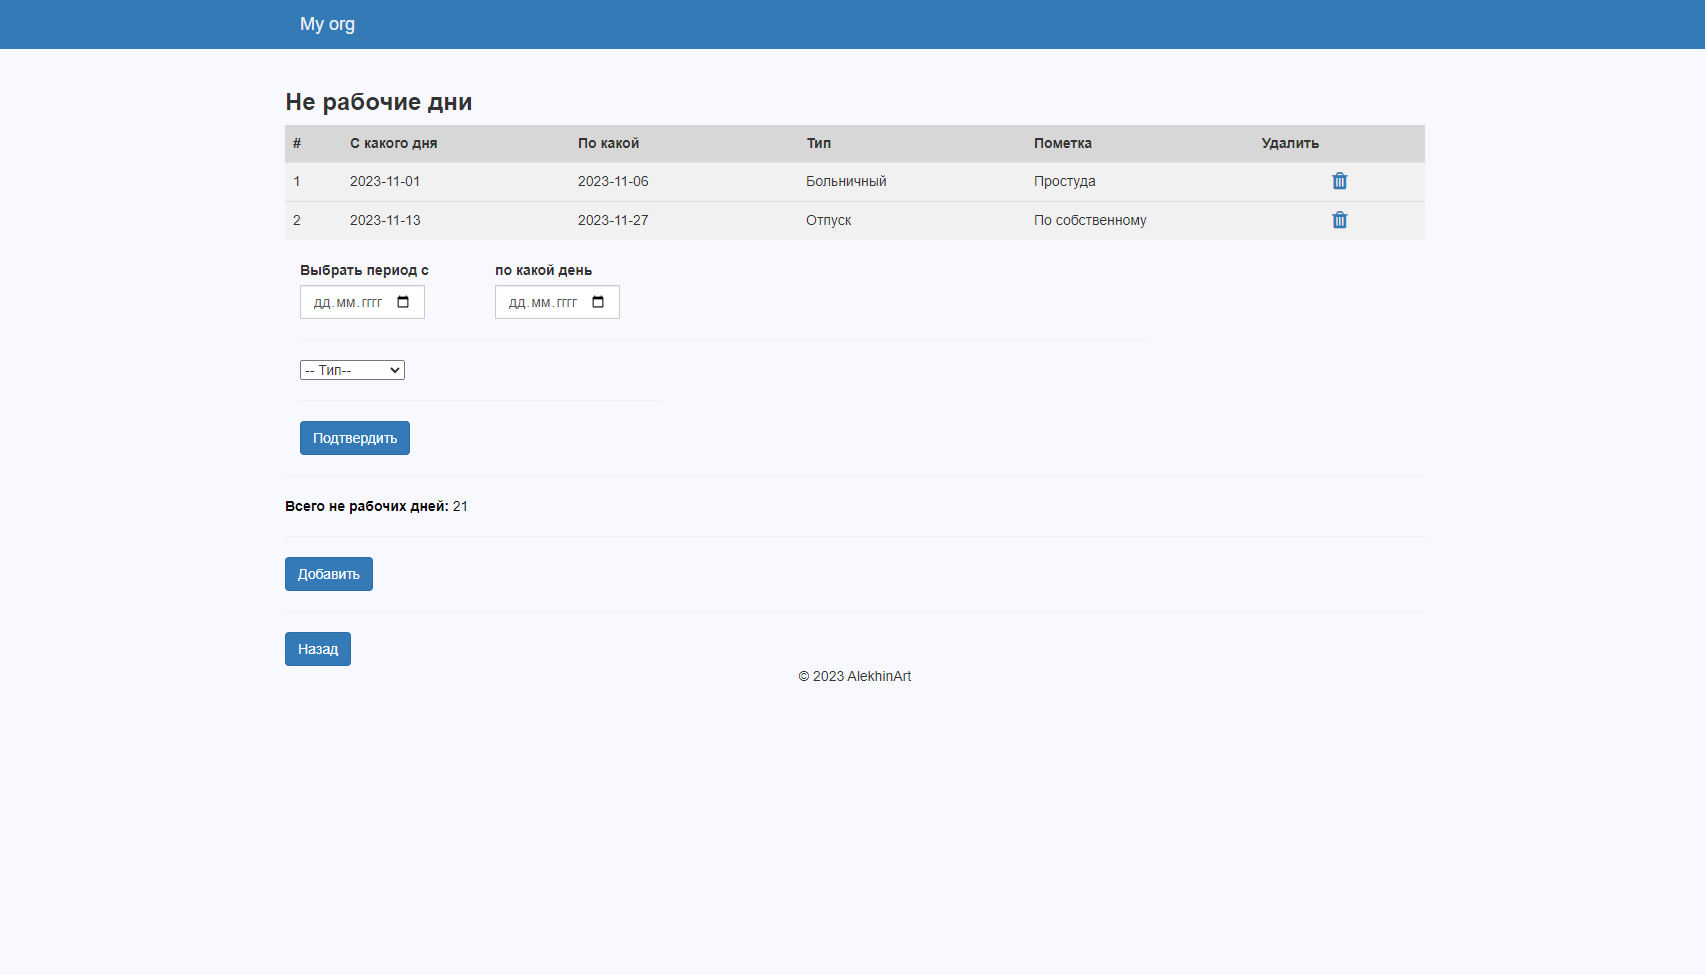 My org
Не рабочие дни
# С какого дня По какой Тип Пометка Удалить
1 2023-11-01 2023-11-06 Больничный Простуда
2 2023-11-13 2023-11-27 Отпуск По собственному
Выбрать период с по какой день
дд.мм.гггг дд.мм.гггг
-- Тип--
Подтвердить
Всего не рабочих дней: 21
Добавить
Назад
© 2023 AlekhinArt